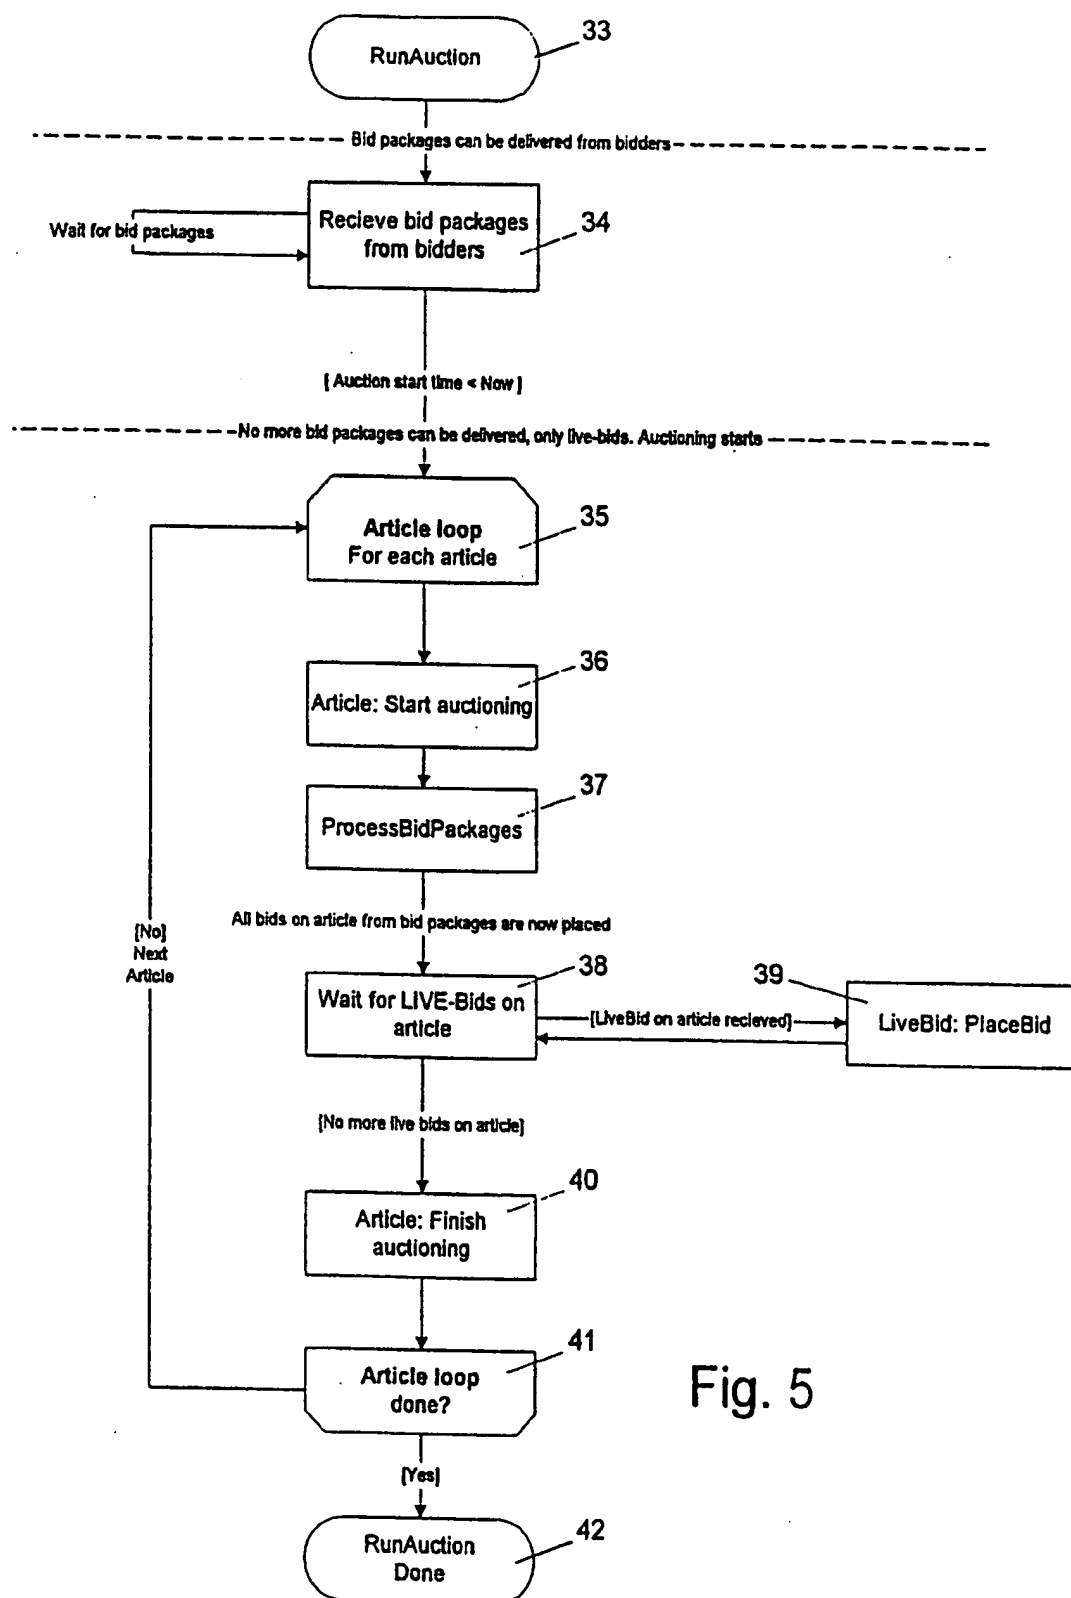 33
RunAuction
Bid packages can be delivered from bidders
Recieve bid packages
from bidders
34
Wait for bid packages
[ Auction start time < Now ]
No more bid packages can be delivered, only live-bids. Auctioning starts
35
Article loop
For each article
36
Article: Start auctioning
37
ProcessBidPackages
All bids on article from bid packages are now placed
[No]
Next
Article
38
Wait for LIVE-Bids on
article
[LiveBid on article recieved]
39
LiveBid: PlaceBid
[No more live bids on article]
40
Article: Finish
auctioning
41
Article loop
done?
Fig. 5
[Yes]
42
RunAuction
Done